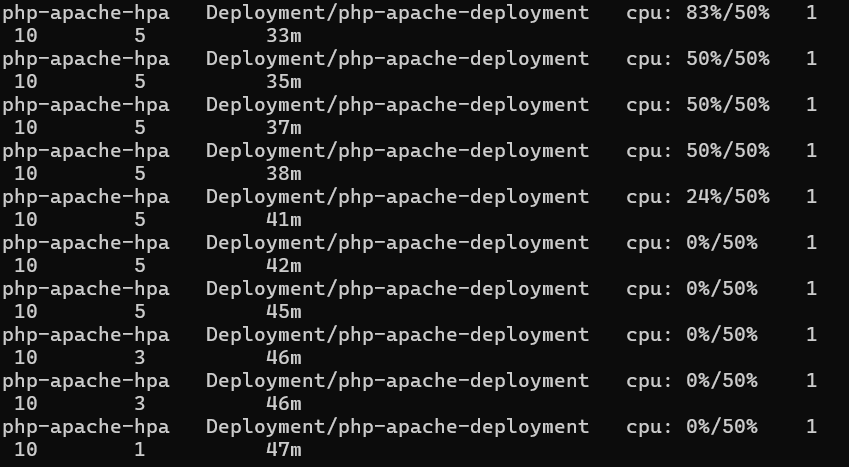 php-apache-hpa   Deployment/php-apache-deployment   cpu: 83%/50%   1
 10        5          33m
php-apache-hpa   Deployment/php-apache-deployment   cpu: 50%/50%   1
 10        5          35m
php-apache-hpa   Deployment/php-apache-deployment   cpu: 50%/50%   1
 10        5          37m
php-apache-hpa   Deployment/php-apache-deployment   cpu: 50%/50%   1
 10        5          38m
php-apache-hpa   Deployment/php-apache-deployment   cpu: 24%/50%   1
 10        5          41m
php-apache-hpa   Deployment/php-apache-deployment   cpu: 0%/50%    1
 10        5          42m
php-apache-hpa   Deployment/php-apache-deployment   cpu: 0%/50%    1
 10        5          45m
php-apache-hpa   Deployment/php-apache-deployment   cpu: 0%/50%    1
 10        3          46m
php-apache-hpa   Deployment/php-apache-deployment   cpu: 0%/50%    1
 10        3          46m
php-apache-hpa   Deployment/php-apache-deployment   cpu: 0%/50%    1
 10        1          47m